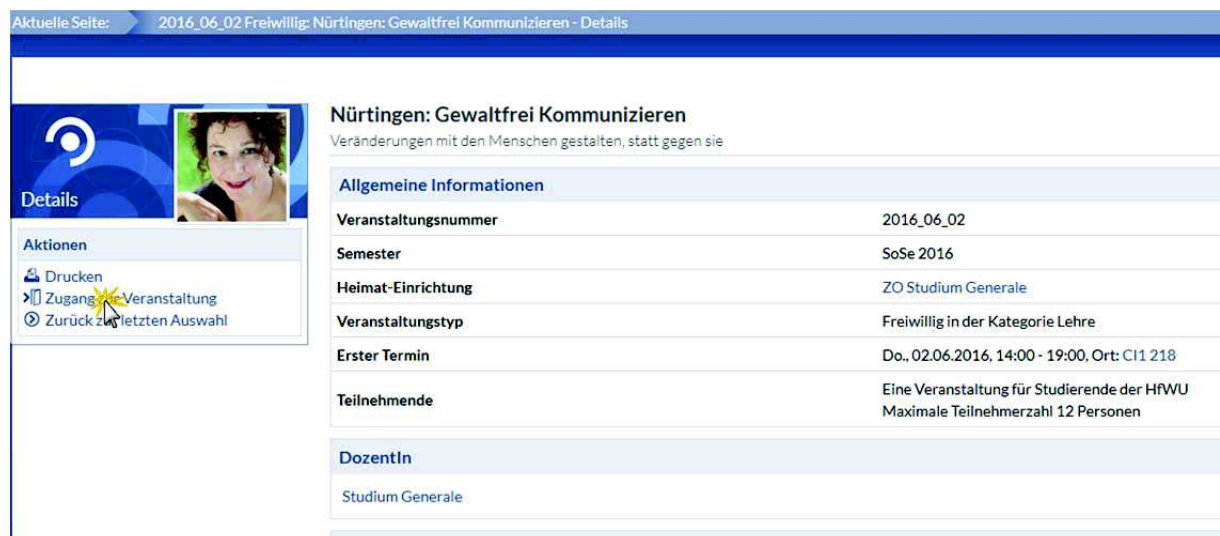 Aktuelle Seite: 2016_06_02 Freiwillig: Nürtingen: Gewaltfrei Kommunizieren - Details
Details
Aktionen
Drucken
Zugang zur Veranstaltung
Zurück zur letzten Auswahl
Nürtingen: Gewaltfrei Kommunizieren
Veränderungen mit den Menschen gestalten, statt gegen sie
Allgemeine Informationen
Veranstaltungsnummer 2016_06_02
Semester SoSe 2016
Heimat-Einrichtung ZO Studium Generale
Veranstaltungstyp Freiwillig in der Kategorie Lehre
Erster Termin Do., 02.06.2016, 14:00 - 19:00, Ort: CI1 218
Teilnehmende Eine Veranstaltung für Studierende der HfWU
Maximale Teilnehmerzahl 12 Personen
DozentIn
Studium Generale